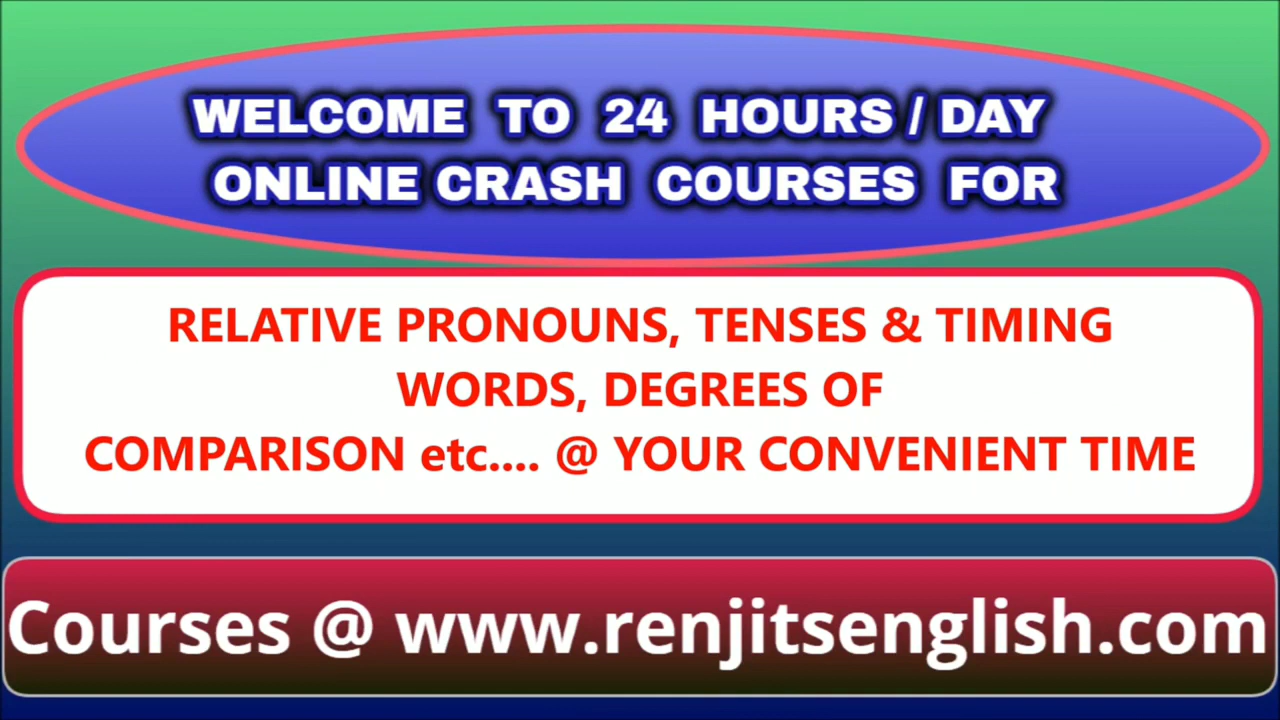 WELCOME TO 24 HOURS / DAY
ONLINE CRASH COURSES FOR
RELATIVE PRONOUNS, TENSES & TIMING
WORDS, DEGREES OF
COMPARISON etc.... @ YOUR CONVENIENT TIME
Courses @ www.renjitsenglish.com